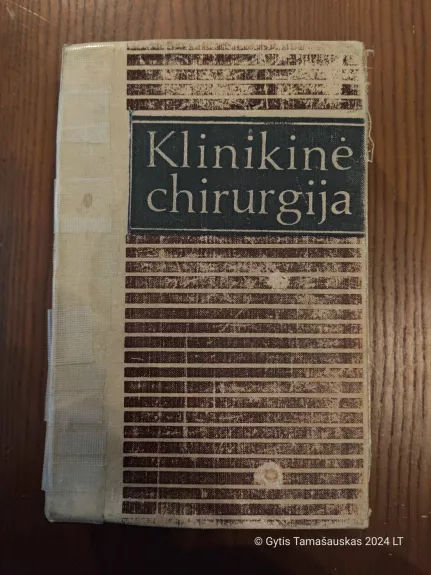 Klinikinė
chirurgija
© Gytis Tamašauskas 2024 LT